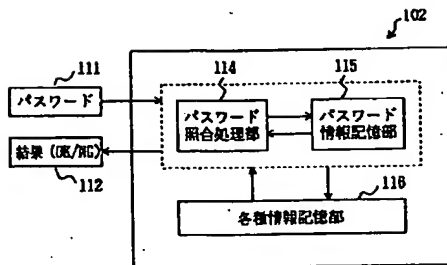 102
111
114
115
パスワード
パスワード
照合処理部
パスワード
情報記憶部
結果(OK/NG)
112
116
各種情報記憶部